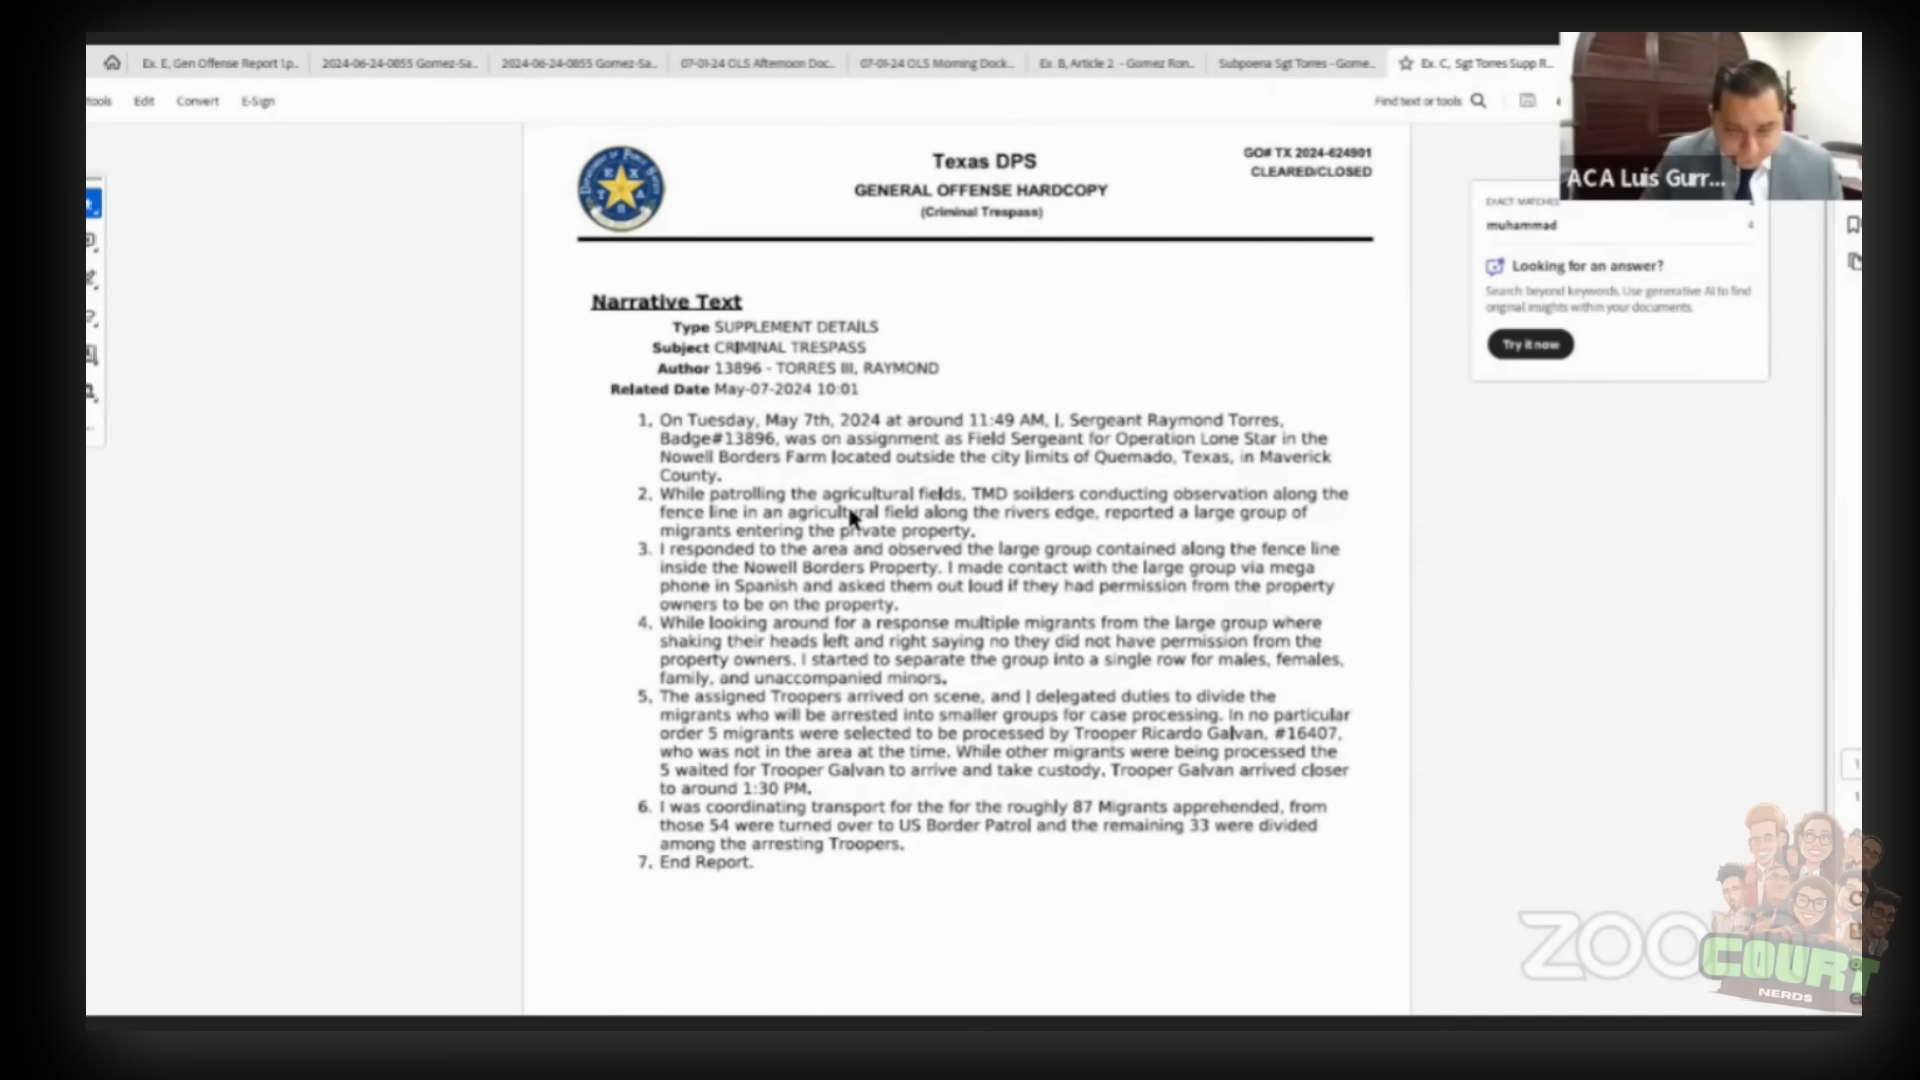 Ex. E, Gen Offense Report 1.p... 2024-06-24-0855 Gomez-Sa... 2024-06-24-0855 Gomez-Sa... 07-01-24 OLS Afternoon Doc... 07-01-24 OLS Morning Dock... Ex. B, Article 2 - Gomez Ron... Subpoena Sgt Torres - Gome... Ex. C, Sgt Torres Supp R...
tools Edit Convert E-Sign Find text or tools
ACA Luis Gurr...
Texas DPS
GENERAL OFFENSE HARDCOPY
(Criminal Trespass)
GO# TX 2024-624901
CLEARED/CLOSED
EXACT MATCHES
muhammad 4
Looking for an answer?
Search beyond keywords. Use generative AI to find
original insights within your documents.
Try it now
Narrative Text
Type SUPPLEMENT DETAILS
Subject CRIMINAL TRESPASS
Author 13896 - TORRES III, RAYMOND
Related Date May-07-2024 10:01
1. On Tuesday, May 7th, 2024 at around 11:49 AM, I, Sergeant Raymond Torres,
Badge#13896, was on assignment as Field Sergeant for Operation Lone Star in the
Nowell Borders Farm located outside the city limits of Quemado, Texas, in Maverick
County.
2. While patrolling the agricultural fields, TMD soilders conducting observation along the
fence line in an agricultural field along the rivers edge, reported a large group of
migrants entering the private property.
3. I responded to the area and observed the large group contained along the fence line
inside the Nowell Borders Property. I made contact with the large group via mega
phone in Spanish and asked them out loud if they had permission from the property
owners to be on the property.
4. While looking around for a response multiple migrants from the large group where
shaking their heads left and right saying no they did not have permission from the
property owners. I started to separate the group into a single row for males, females,
family, and unaccompanied minors.
5. The assigned Troopers arrived on scene, and I delegated duties to divide the
migrants who will be arrested into smaller groups for case processing. In no particular
order 5 migrants were selected to be processed by Trooper Ricardo Galvan, #16407,
who was not in the area at the time. While other migrants were being processed the
5 waited for Trooper Galvan to arrive and take custody. Trooper Galvan arrived closer
to around 1:30 PM.
6. I was coordinating transport for the for the roughly 87 Migrants apprehended, from
those 54 were turned over to US Border Patrol and the remaining 33 were divided
among the arresting Troopers.
7. End Report.
COURT
NERDS